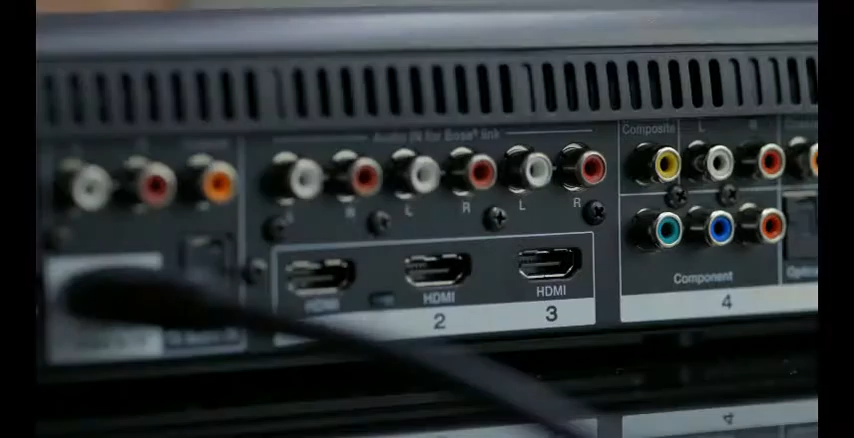 Audio IN for Bose® link
Composite L R
R L R L R
HDMI HDMI HDMI
2 3
Component
4